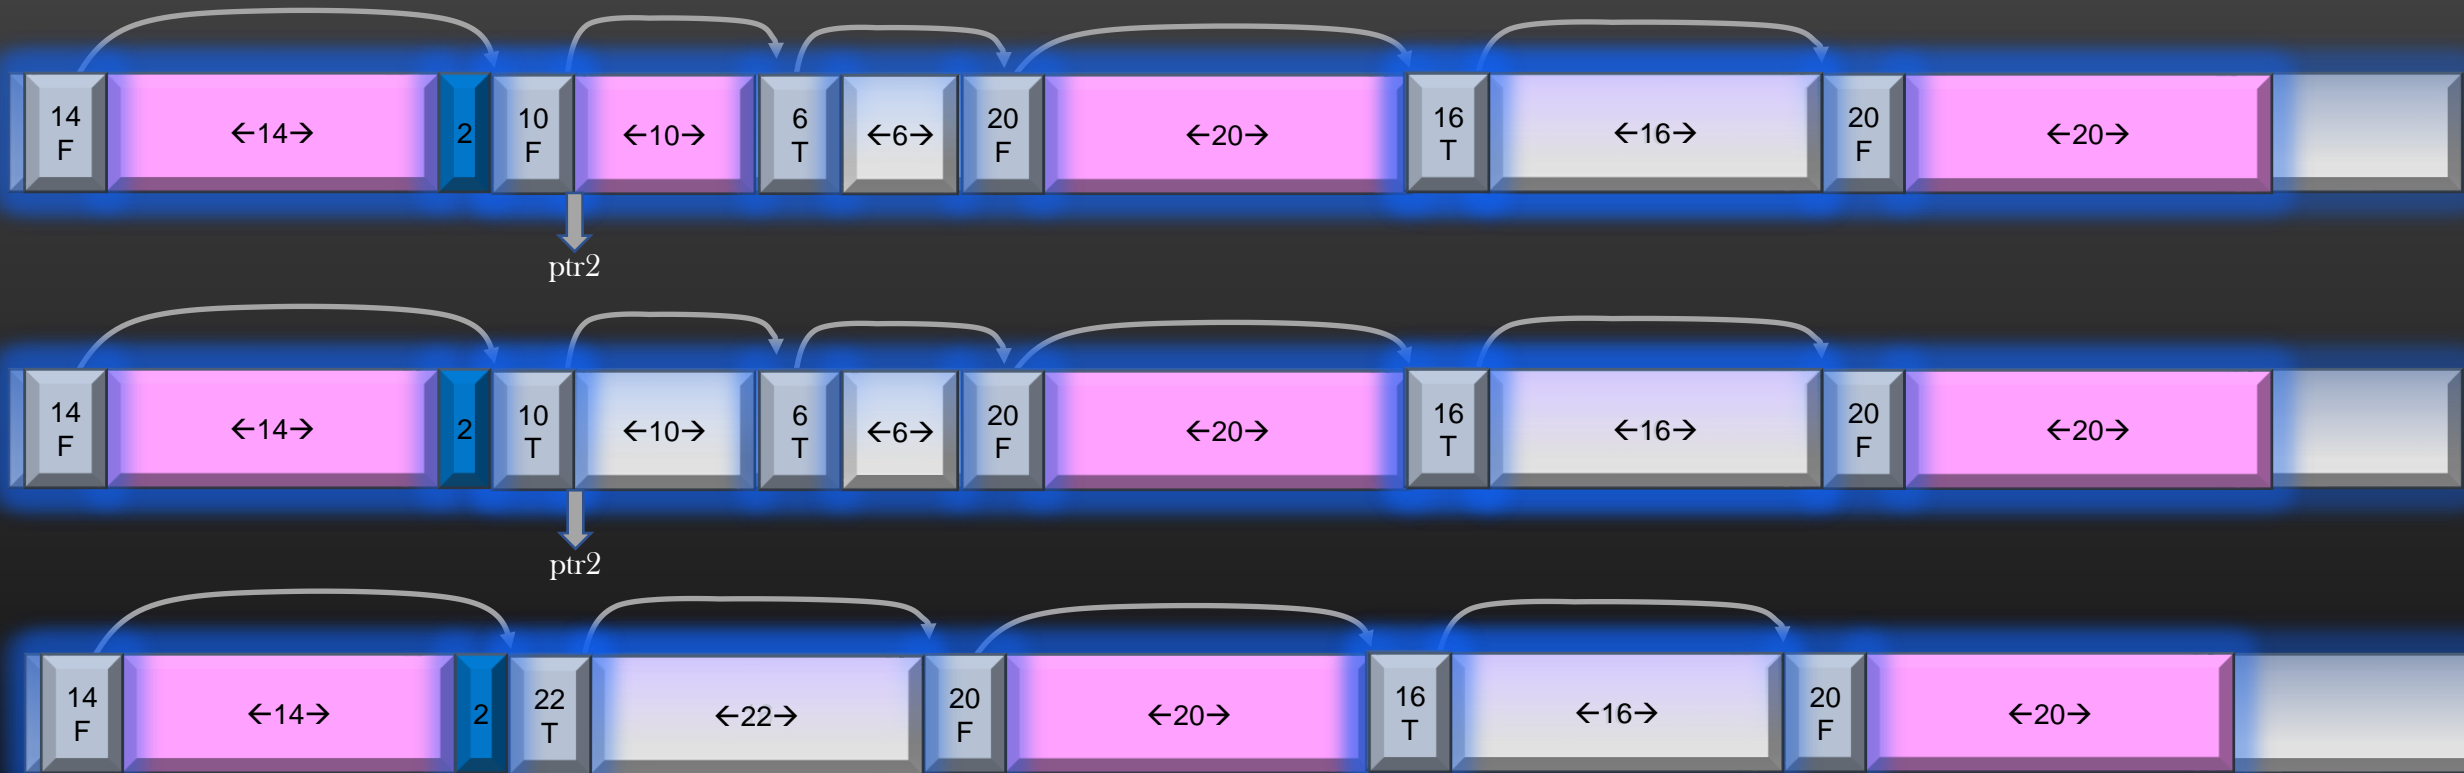 14
F
←14→
2
10
F
←10→
6
T
←6→
20
F
←20→
16
T
←16→
20
F
←20→
ptr2
14
F
←14→
2
10
T
←10→
6
T
←6→
20
F
←20→
16
T
←16→
20
F
←20→
ptr2
14
F
←14→
2
22
T
←22→
20
F
←20→
16
T
←16→
20
F
←20→